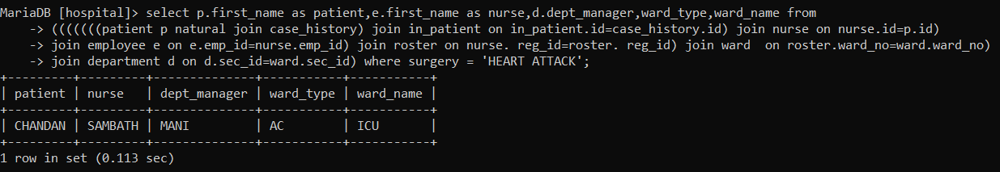 MariaDB [hospital]> select p.first_name as patient,e.first_name as nurse,d.dept_manager,ward_type,ward_name from
    -> (((((((patient p natural join case_history) join in_patient on in_patient.id=case_history.id) join nurse on nurse.id=p.id)
    -> join employee e on e.emp_id=nurse.emp_id) join roster on nurse. reg_id=roster. reg_id) join ward  on roster.ward_no=ward.ward_no)
    -> join department d on d.sec_id=ward.sec_id) where surgery = 'HEART ATTACK';
+---------+---------+--------------+-----------+-----------+
| patient | nurse   | dept_manager | ward_type | ward_name |
+---------+---------+--------------+-----------+-----------+
| CHANDAN | SAMBATH | MANI         | AC        | ICU       |
+---------+---------+--------------+-----------+-----------+
1 row in set (0.113 sec)